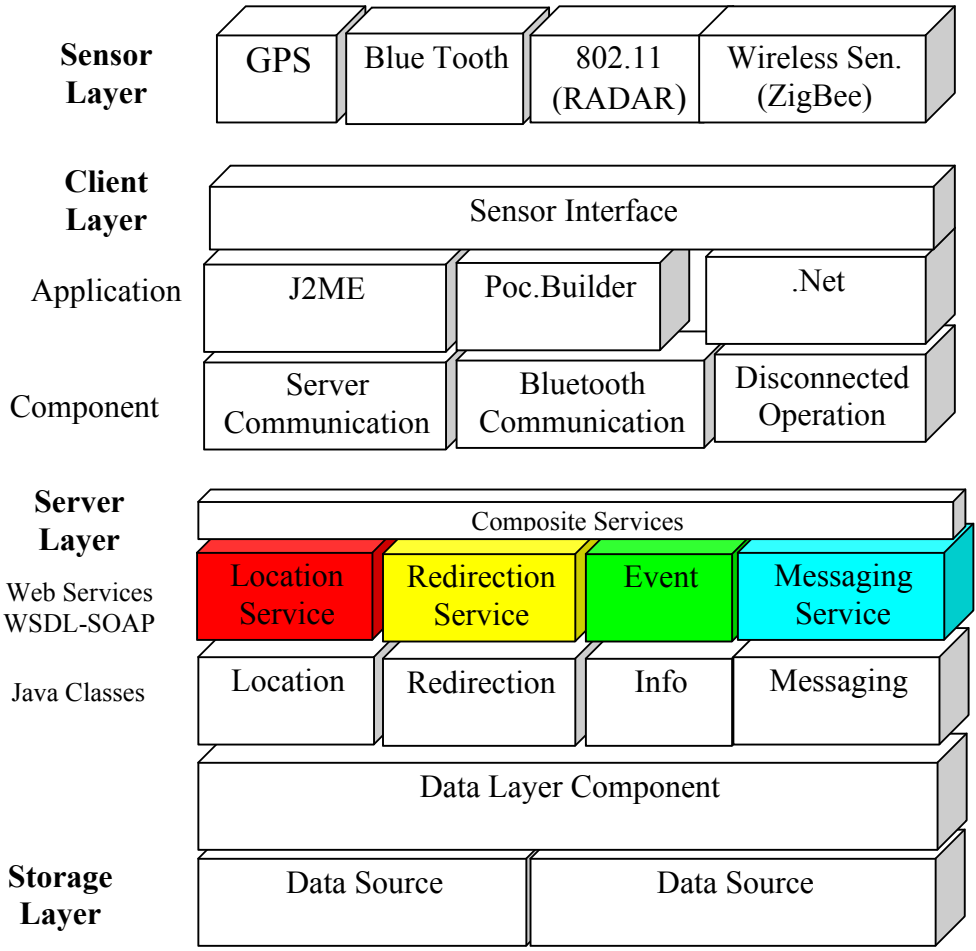 Sensor
Layer
GPS
Blue Tooth
802.11
(RADAR)
Wireless Sen.
(ZigBee)
Client
Layer
Sensor Interface
Application
J2ME
Poc.Builder
.Net
Component
Server
Communication
Bluetooth
Communication
Disconnected
Operation
Server
Layer
Composite Services
Web Services
WSDL-SOAP
Location
Service
Redirection
Service
Event
Messaging
Service
Java Classes
Location
Redirection
Info
Messaging
Data Layer Component
Storage
Layer
Data Source
Data Source